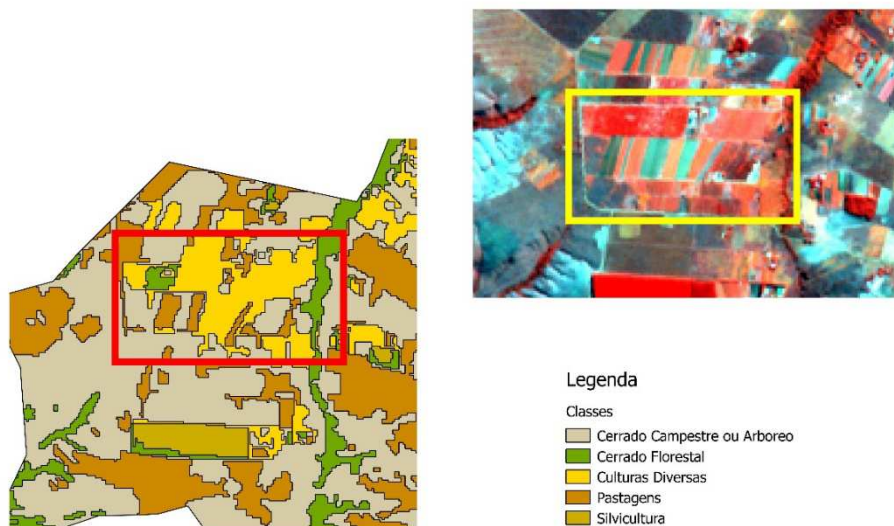 Legenda
Classes
Cerrado Campestre ou Arboreo
Cerrado Florestal
Culturas Diversas
Pastagens
Silvicultura